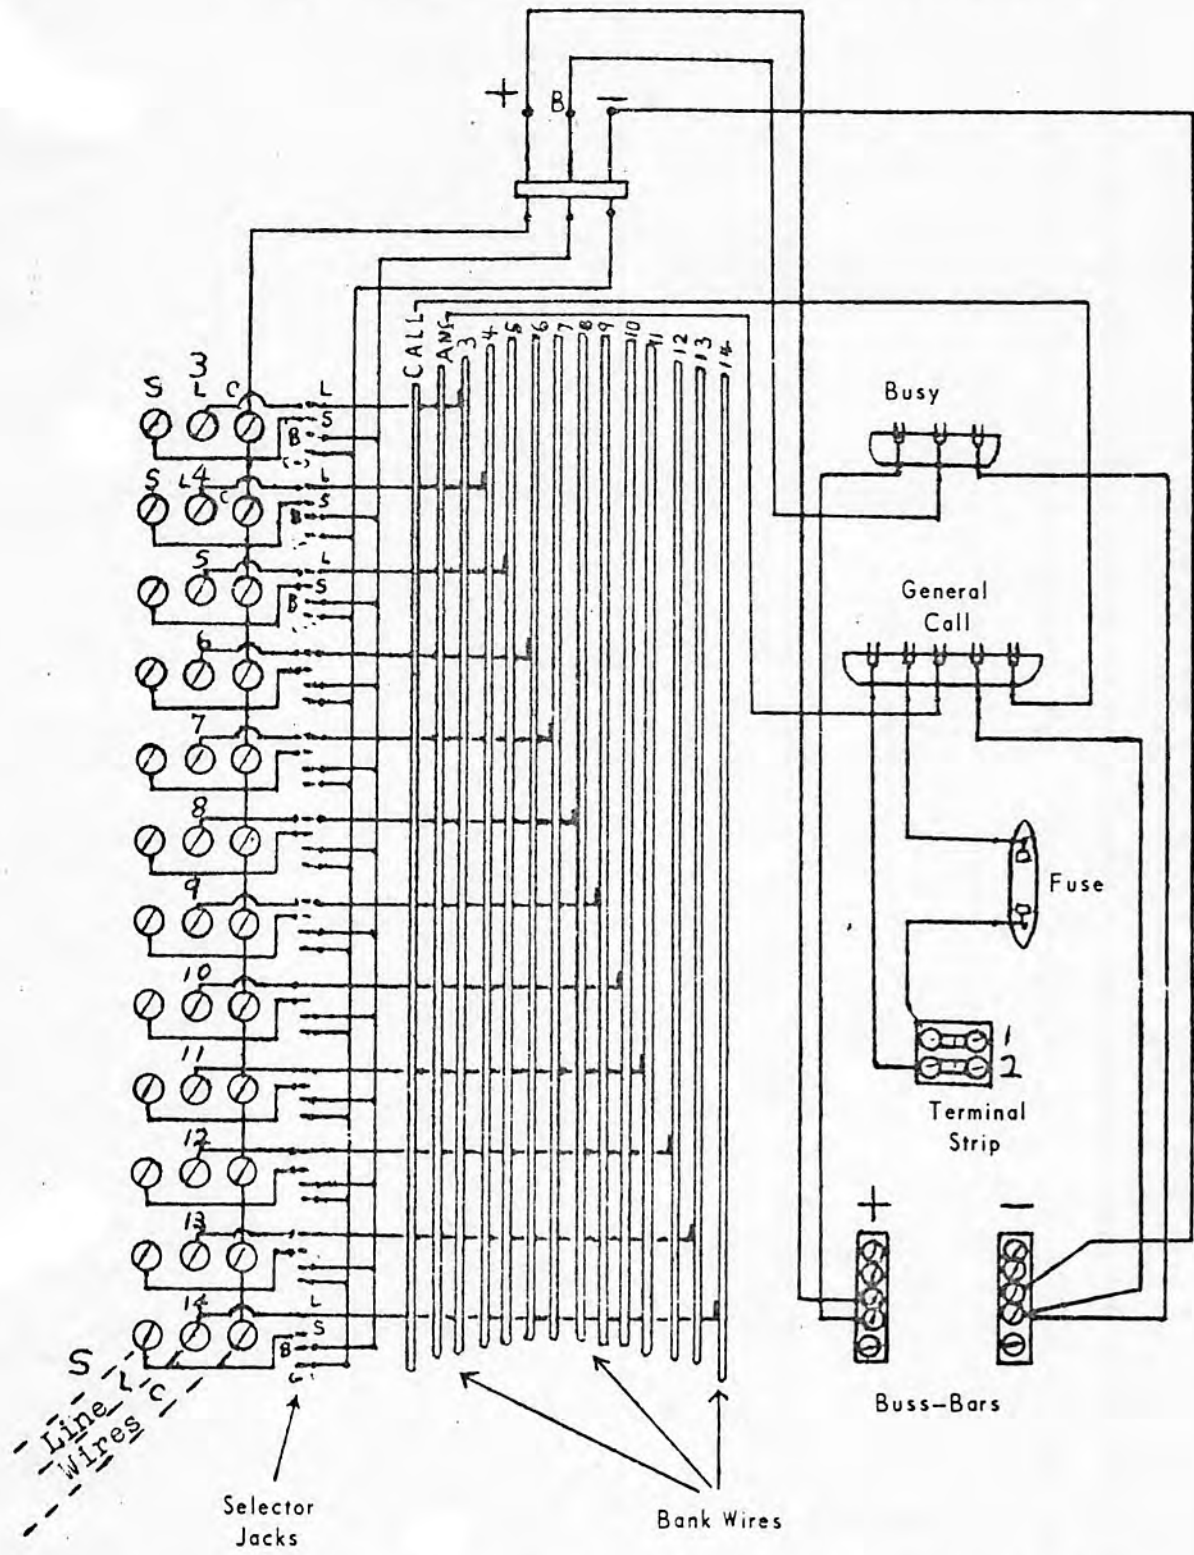 + B −
CALL ANS 3 4 5 6 7 8 9 10 11 12 13 14
S 3 L C L
S
B
(-)
Busy
S L 4 C L
S
B
5 L
S
B
General
Call
6
7
8
Fuse
9
10
11
1
2
Terminal
Strip
12
+ −
13
14 L
S
B
S L C
Line
Wires
Buss-Bars
Selector
Jacks
Bank Wires